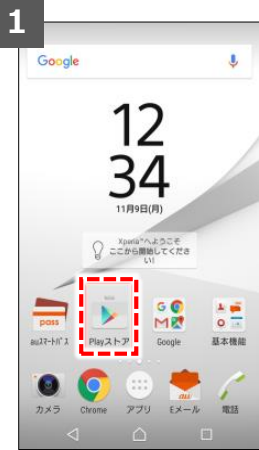 1
Google
12
34
11月9日(月)
Xperia™へようこそ
ここから開始してくださ
い!
pass
auスマートパス Playストア Google 基本機能
au
カメラ Chrome アプリ Eメール 電話